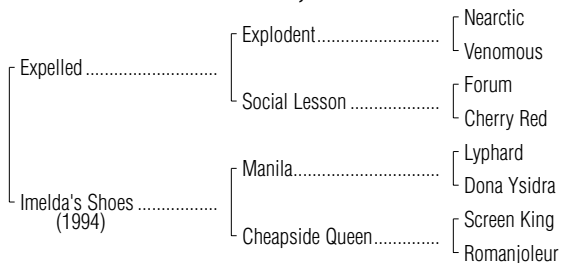 Nearctic
Explodent..............................
Venomous
Expelled ................................
Forum
Social Lesson ......................
Cherry Red
Lyphard
Manila....................................
Dona Ysidra
Imelda's Shoes ...................
(1994)
Screen King
Cheapside Queen................
Romanjoleur